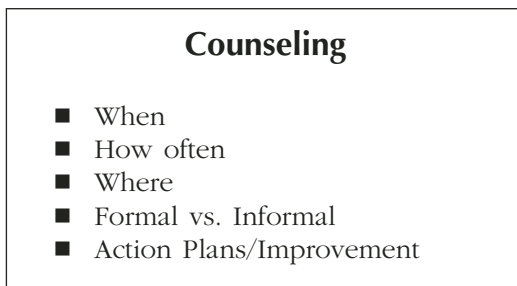 Counseling
■ When
■ How often
■ Where
■ Formal vs. Informal
■ Action Plans/Improvement